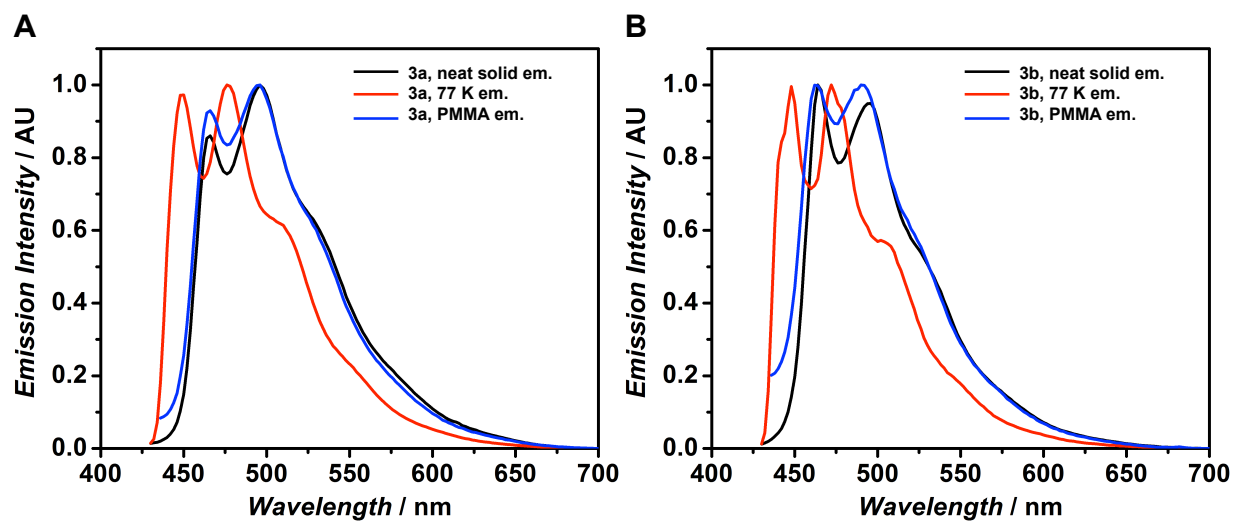 A
3a, neat solid em.
3a, 77 K em.
3a, PMMA em.
1.0
0.8
0.6
0.4
0.2
0.0
Emission Intensity / AU
400 450 500 550 600 650 700
Wavelength / nm
B
3b, neat solid em.
3b, 77 K em.
3b, PMMA em.
1.0
0.8
0.6
0.4
0.2
0.0
Emission Intensity / AU
400 450 500 550 600 650 700
Wavelength / nm